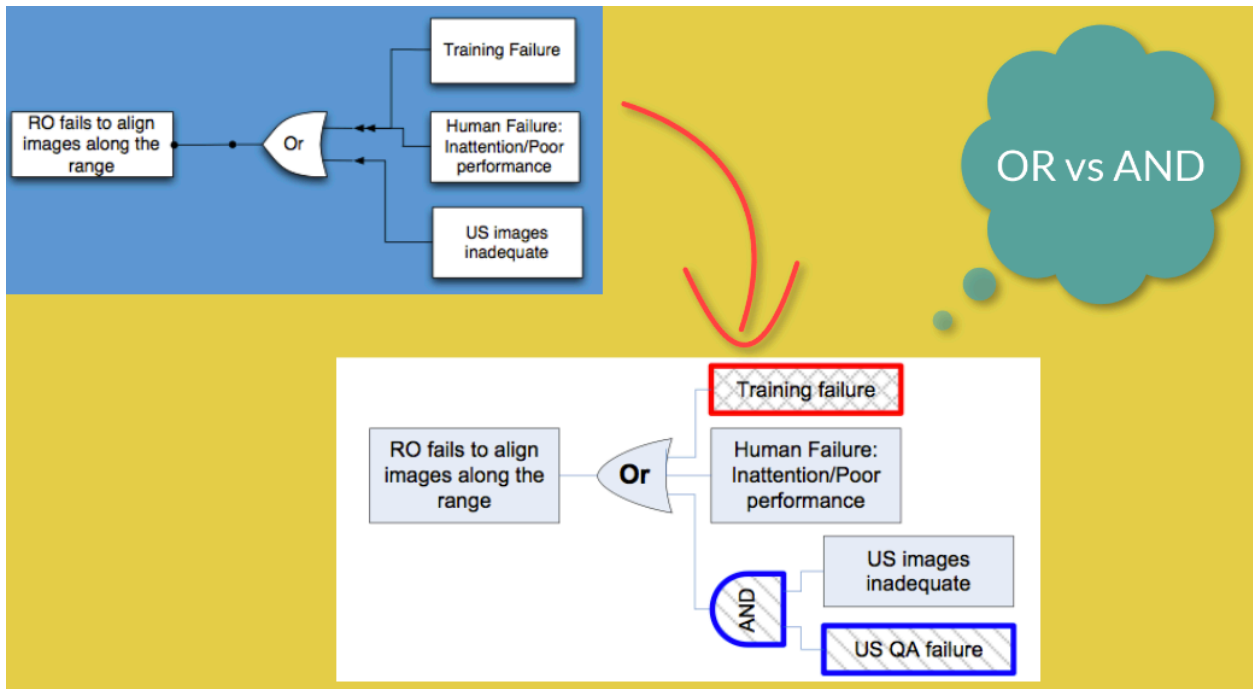 Training Failure
RO fails to align
images along the
range
Or
Human Failure:
Inattention/Poor
performance
US images
inadequate
OR vs AND
Training failure
RO fails to align
images along the
range
Or
Human Failure:
Inattention/Poor
performance
US images
inadequate
AND
US QA failure